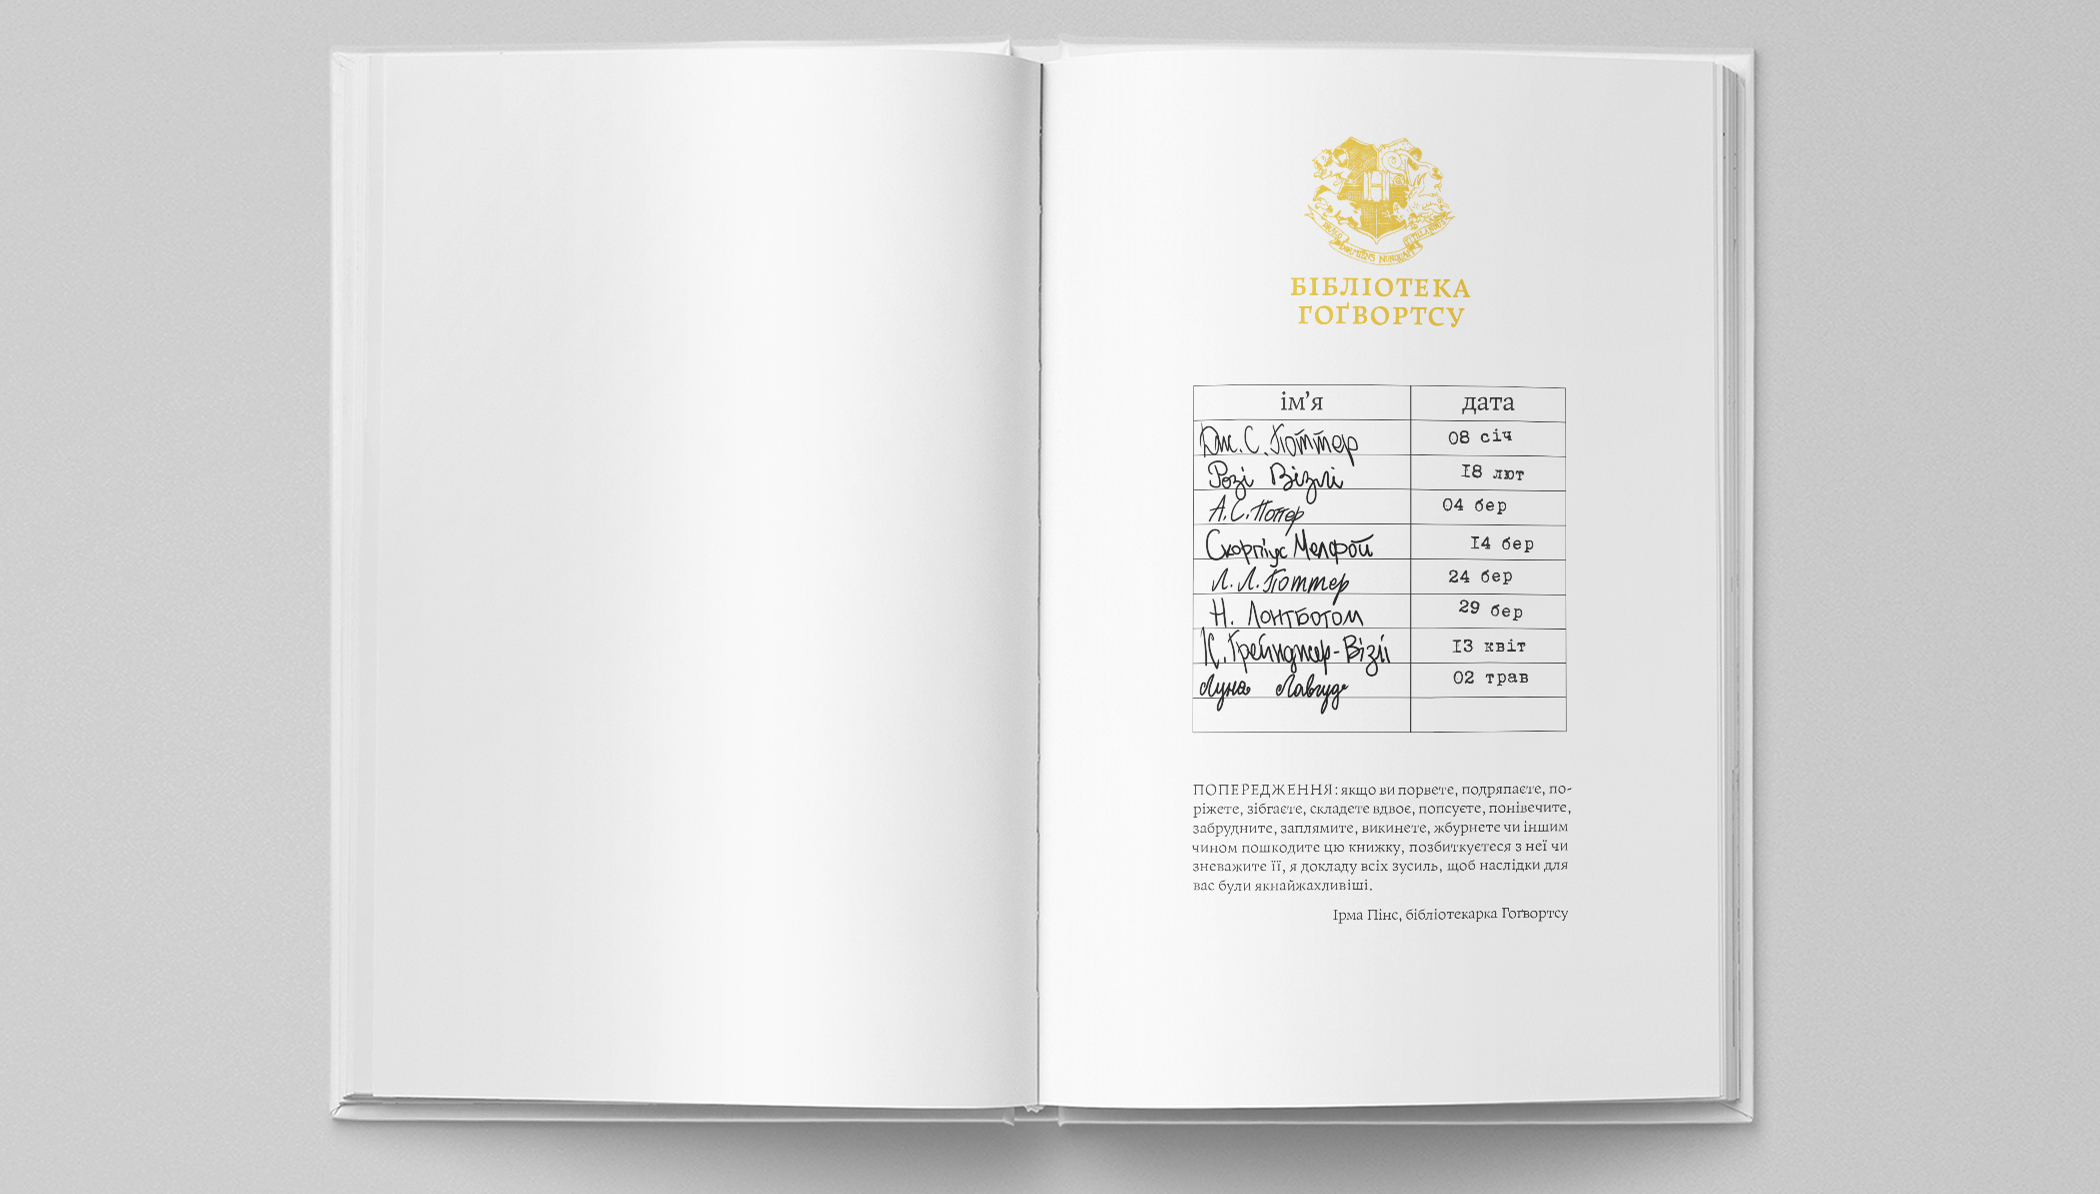 DRACO DORMIENS NUNQUAM TITILLANDUS
БІБЛІОТЕКА
ГОҐВОРТСУ
ім’я дата
Дж. С. Поттер 08 січ
Розі Візлі 18 лют
А. С. Поттер 04 бер
Скорпіус Мелфой 14 бер
Л. Л. Поттер 24 бер
Н. Лонґботом 29 бер
К. Ґрейнджер-Візлі 13 квіт
Луна Лавґуд 02 трав
ПОПЕРЕДЖЕННЯ: якщо ви порвете, подряпаєте, по-
ріжете, зібгаєте, складете вдвоє, попсуєте, понівечите,
забрудните, заплямите, викинете, жбурнете чи іншим
чином пошкодите цю книжку, позбиткуєтеся з неї чи
зневажите її, я докладу всіх зусиль, щоб наслідки для
вас були якнайжахливіші.
Ірма Пінс, бібліотекарка Гоґвортсу